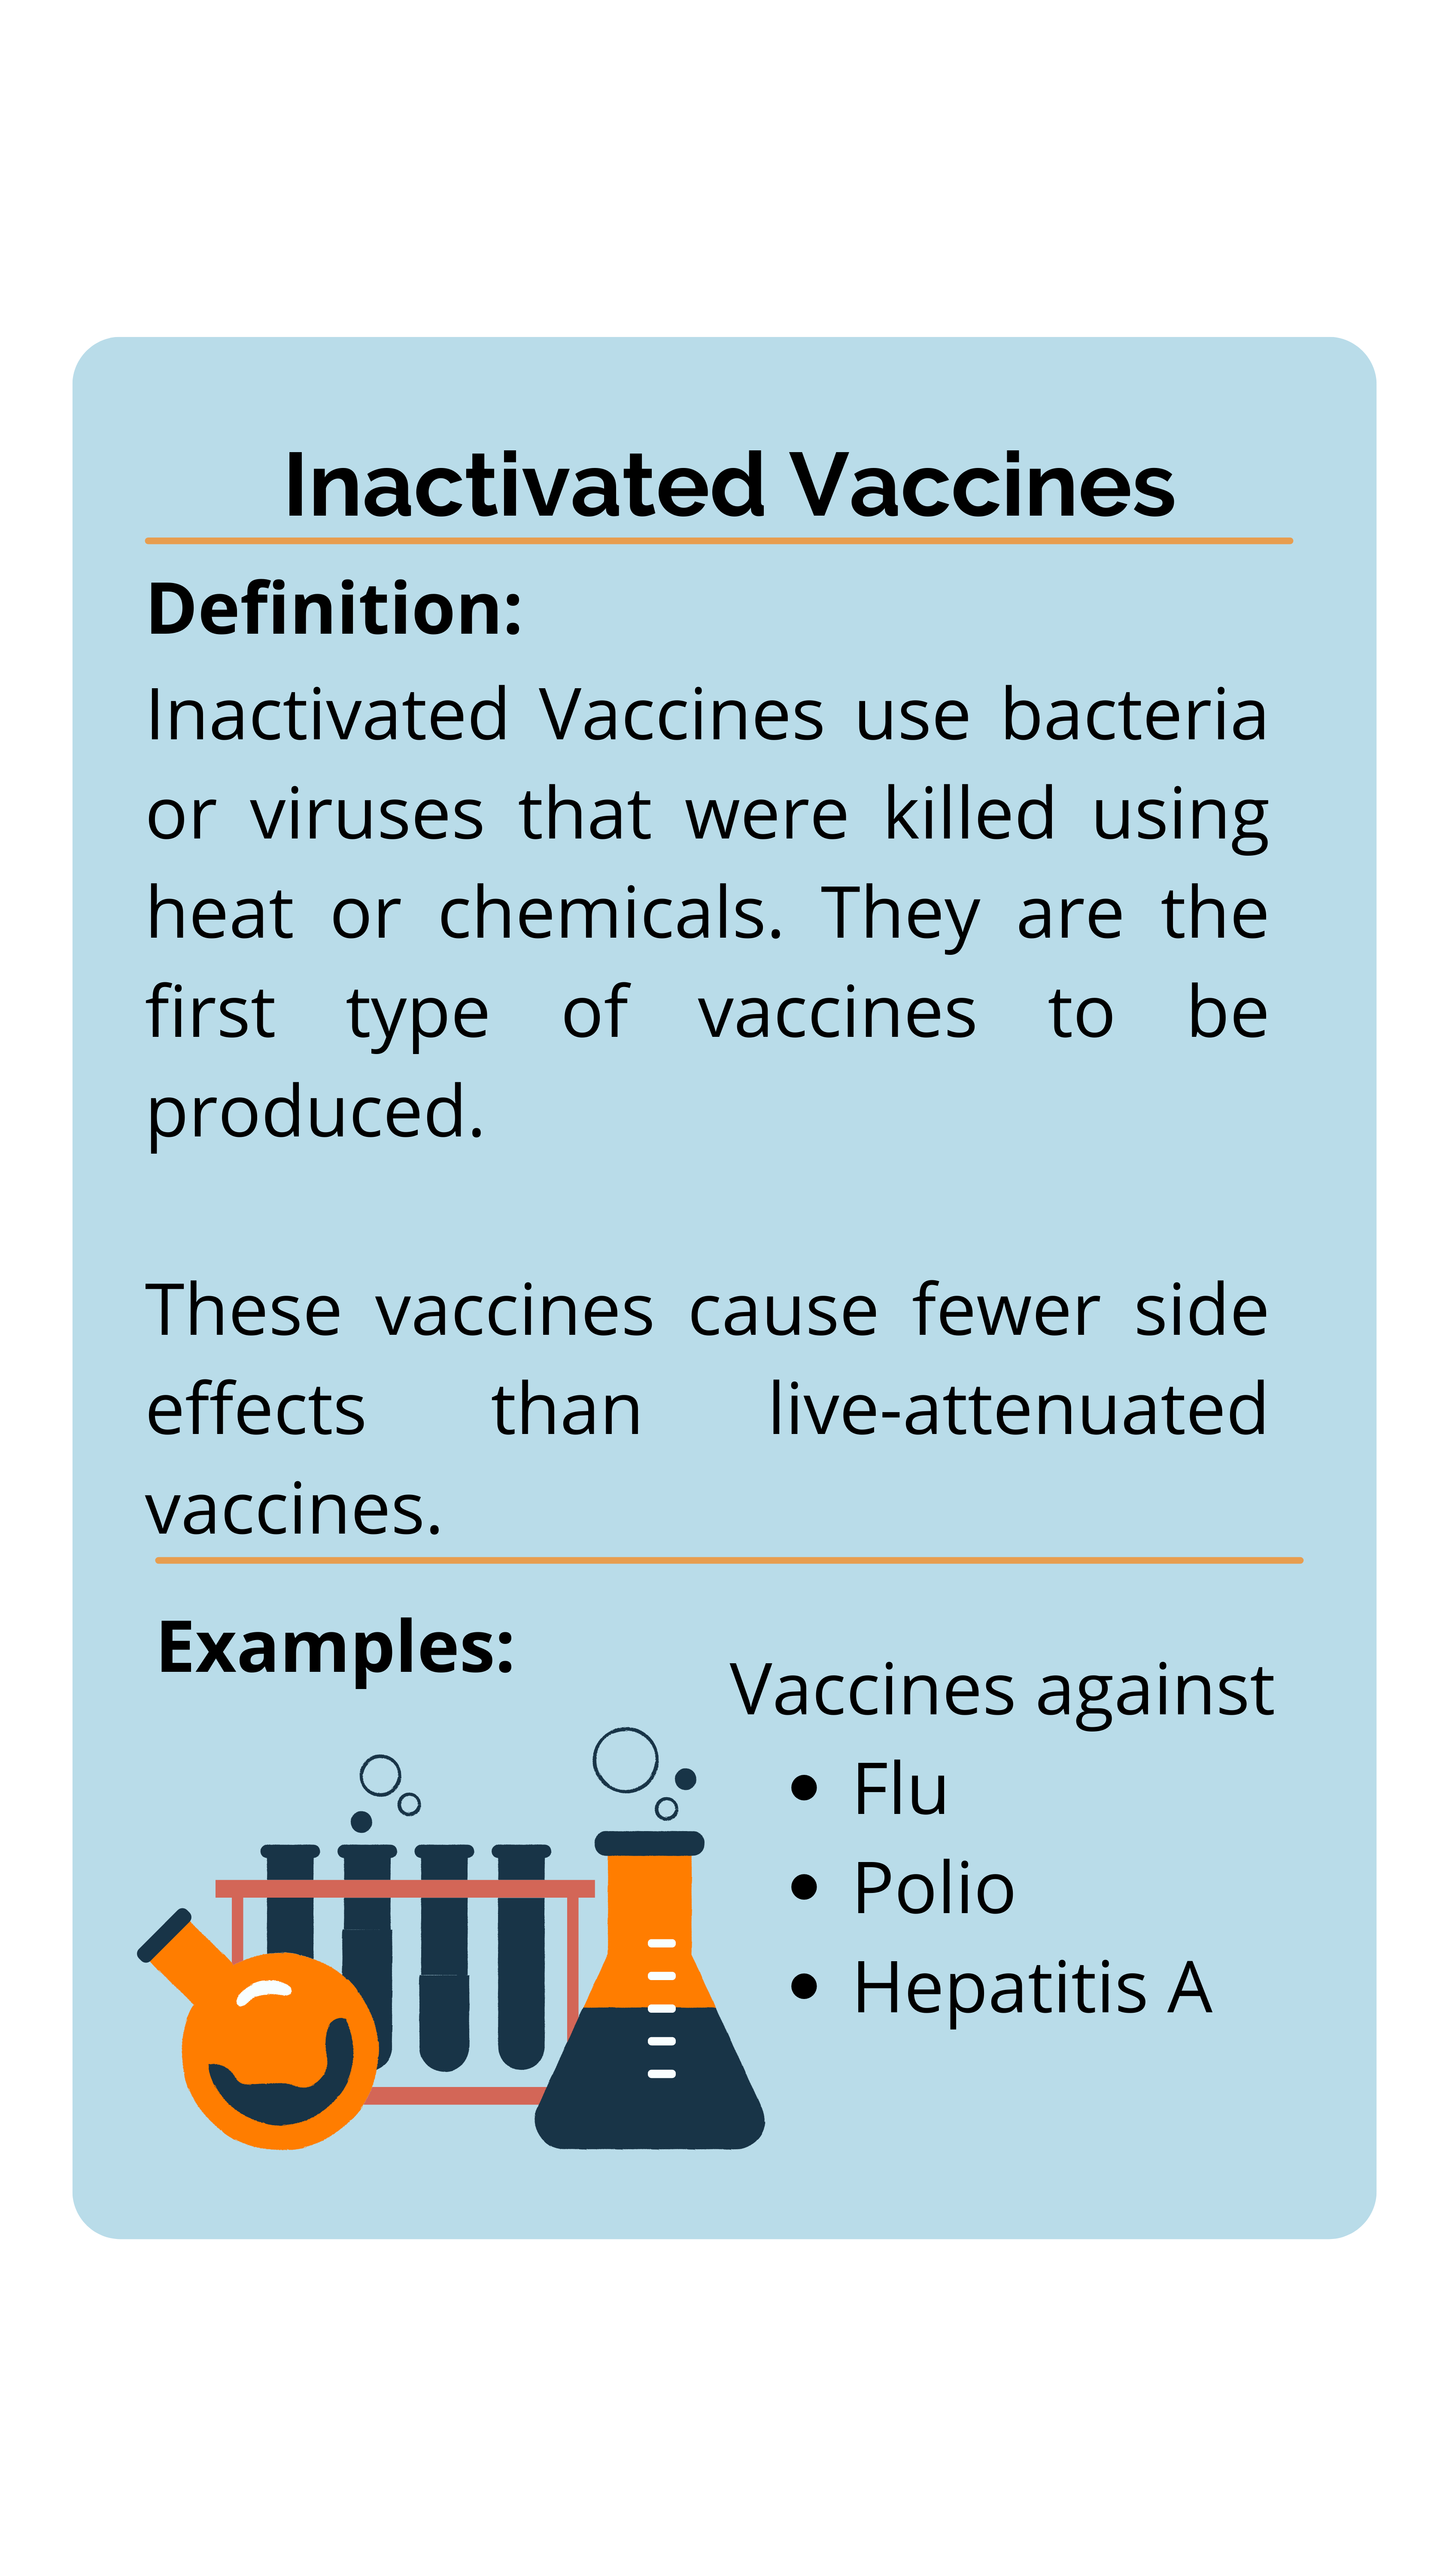 Inactivated Vaccines
Definition:
Inactivated Vaccines use bacteria
or viruses that were killed using
heat or chemicals. They are the
first type of vaccines to be
produced.
These vaccines cause fewer side
effects than live-attenuated
vaccines.
Examples:
Vaccines against
• Flu
• Polio
• Hepatitis A